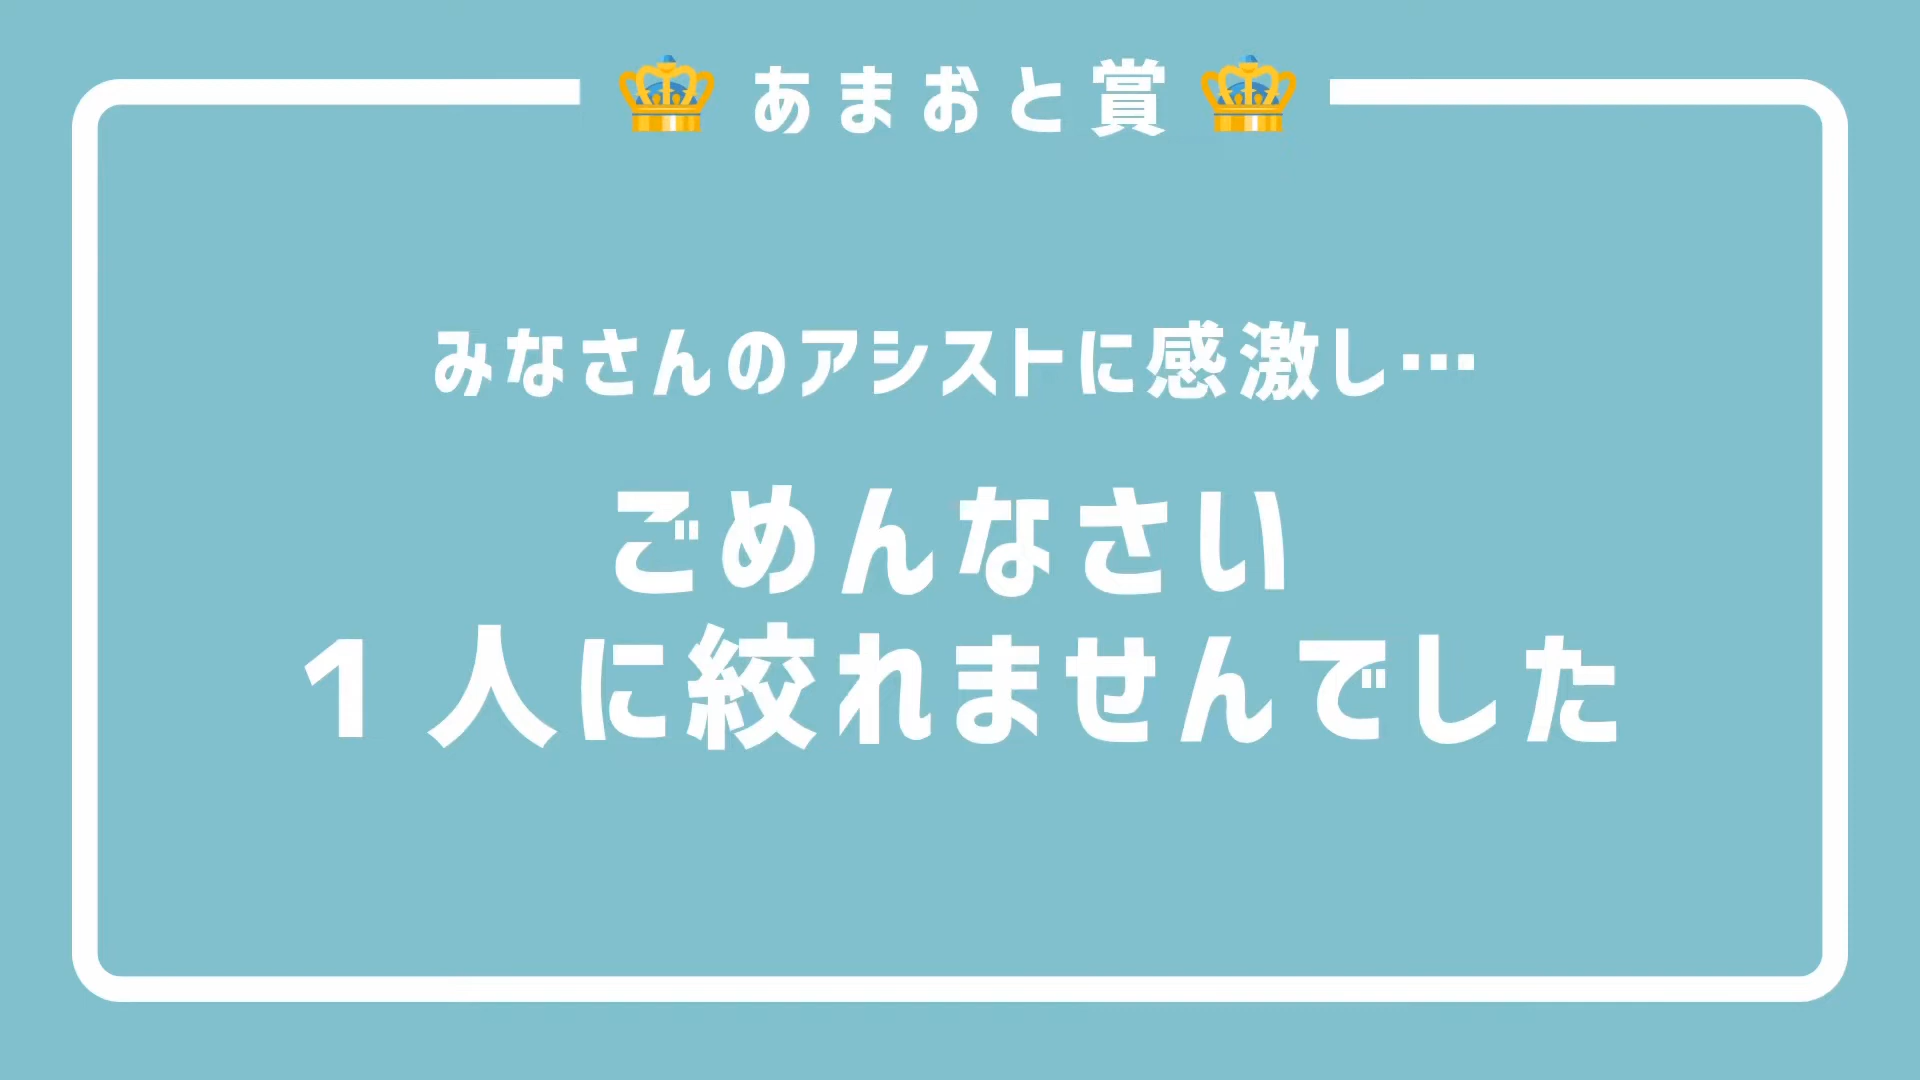 あまおと賞
みなさんのアシストに感激し…
ごめんなさい
1人に絞れませんでした